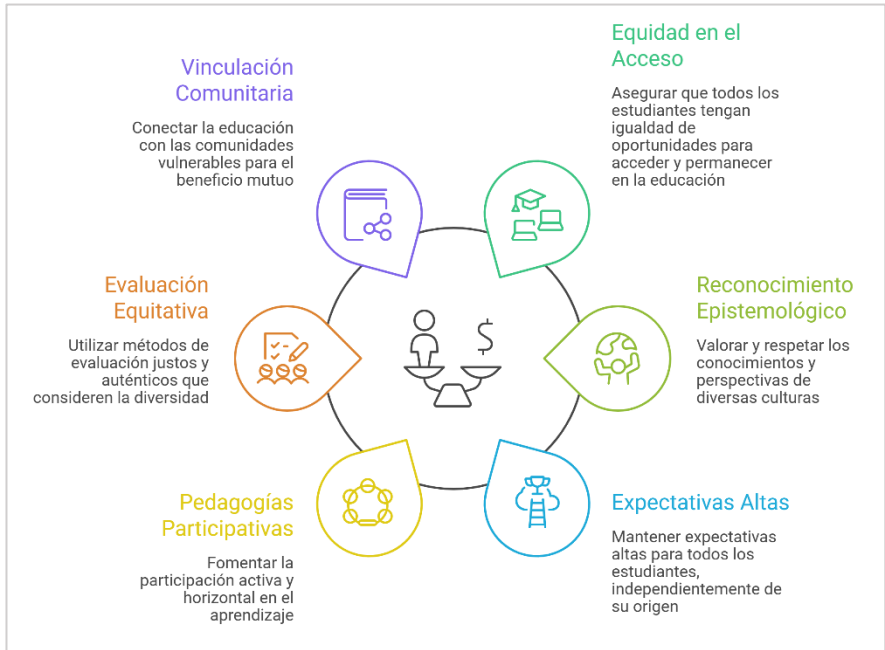 Vinculación
Comunitaria
Conectar la educación
con las comunidades
vulnerables para el
beneficio mutuo
Equidad en el
Acceso
Asegurar que todos los
estudiantes tengan
igualdad de
oportunidades para
acceder y permanecer
en la educación
Evaluación
Equitativa
Utilizar métodos de
evaluación justos y
auténticos que
consideren la diversidad
$
Reconocimiento
Epistemológico
Valorar y respetar los
conocimientos y
perspectivas de
diversas culturas
Pedagogías
Participativas
Fomentar la
participación activa y
horizontal en el
aprendizaje
Expectativas Altas
Mantener expectativas
altas para todos los
estudiantes,
independientemente de
su origen